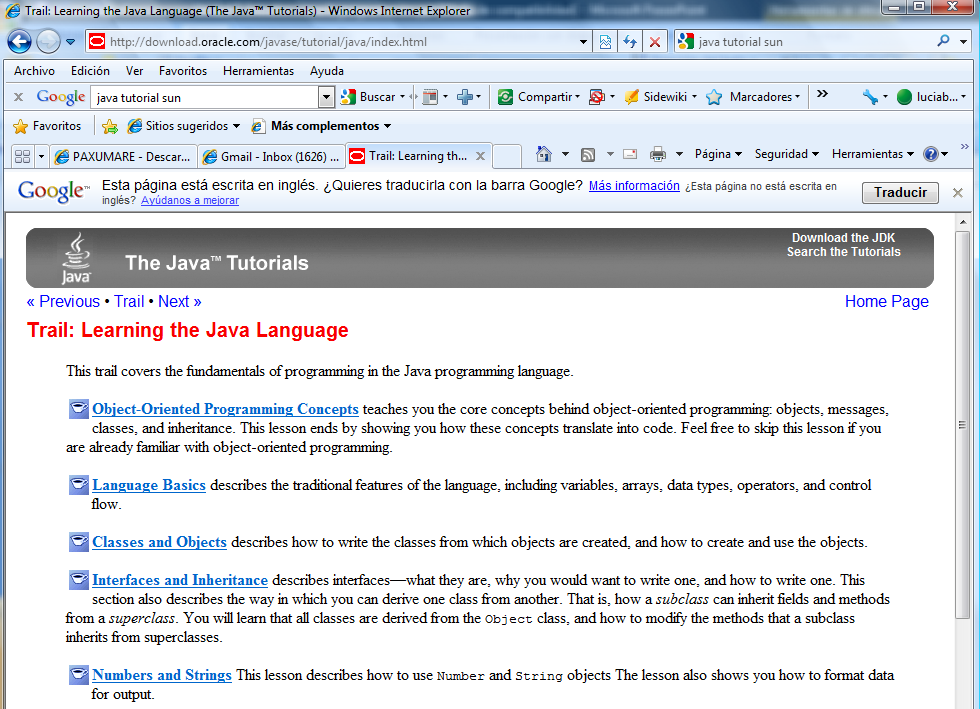 Trail: Learning the Java Language (The Java™ Tutorials) - Windows Internet Explorer
http://download.oracle.com/javase/tutorial/java/index.html
java tutorial sun
Archivo Edición Ver Favoritos Herramientas Ayuda
x Google java tutorial sun Buscar Compartir Sidewiki Marcadores » luciab...
Favoritos Sitios sugeridos Más complementos
PAXUMARE - Descar... Gmail - Inbox (1626) ... Trail: Learning th... x Página Seguridad Herramientas »
Google™ Esta página está escrita en inglés. ¿Quieres traducirla con la barra Google? Más información ¿Esta página no está escrita en
inglés? Ayúdanos a mejorar
Traducir
Java
The Java™ Tutorials
Download the JDK
Search the Tutorials
« Previous • Trail • Next » Home Page
Trail: Learning the Java Language
This trail covers the fundamentals of programming in the Java programming language.
Object-Oriented Programming Concepts teaches you the core concepts behind object-oriented programming: objects, messages,
classes, and inheritance. This lesson ends by showing you how these concepts translate into code. Feel free to skip this lesson if you
are already familiar with object-oriented programming.
Language Basics describes the traditional features of the language, including variables, arrays, data types, operators, and control
flow.
Classes and Objects describes how to write the classes from which objects are created, and how to create and use the objects.
Interfaces and Inheritance describes interfaces—what they are, why you would want to write one, and how to write one. This
section also describes the way in which you can derive one class from another. That is, how a subclass can inherit fields and methods
from a superclass. You will learn that all classes are derived from the Object class, and how to modify the methods that a subclass
inherits from superclasses.
Numbers and Strings This lesson describes how to use Number and String objects The lesson also shows you how to format data
for output.